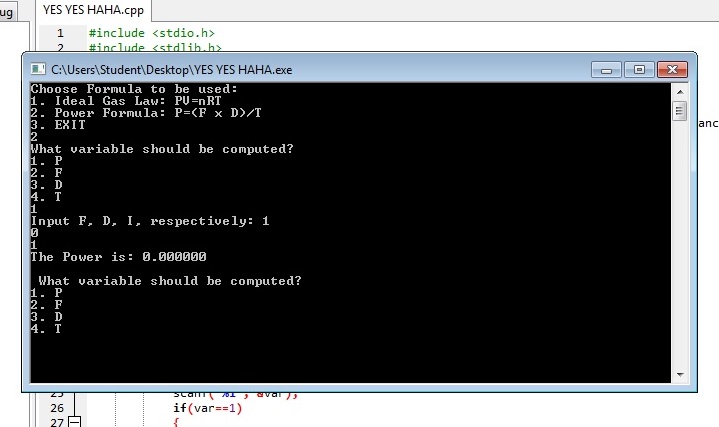 ug
YES YES HAHA.cpp
1 #include <stdio.h>
2 #include <stdlib.h>
C:\Users\Student\Desktop\YES YES HAHA.exe
Choose Formula to be used:
1. Ideal Gas Law: PV=nRT
2. Power Formula: P=(F x D)/T
3. EXIT
2
What variable should be computed?
1. P
2. F
3. D
4. T
1
Input F, D, I, respectively: 1
0
1
The Power is: 0.000000
What variable should be computed?
1. P
2. F
3. D
4. T
anc
25 scanf("%i", &var);
26 if(var==1)
27 {